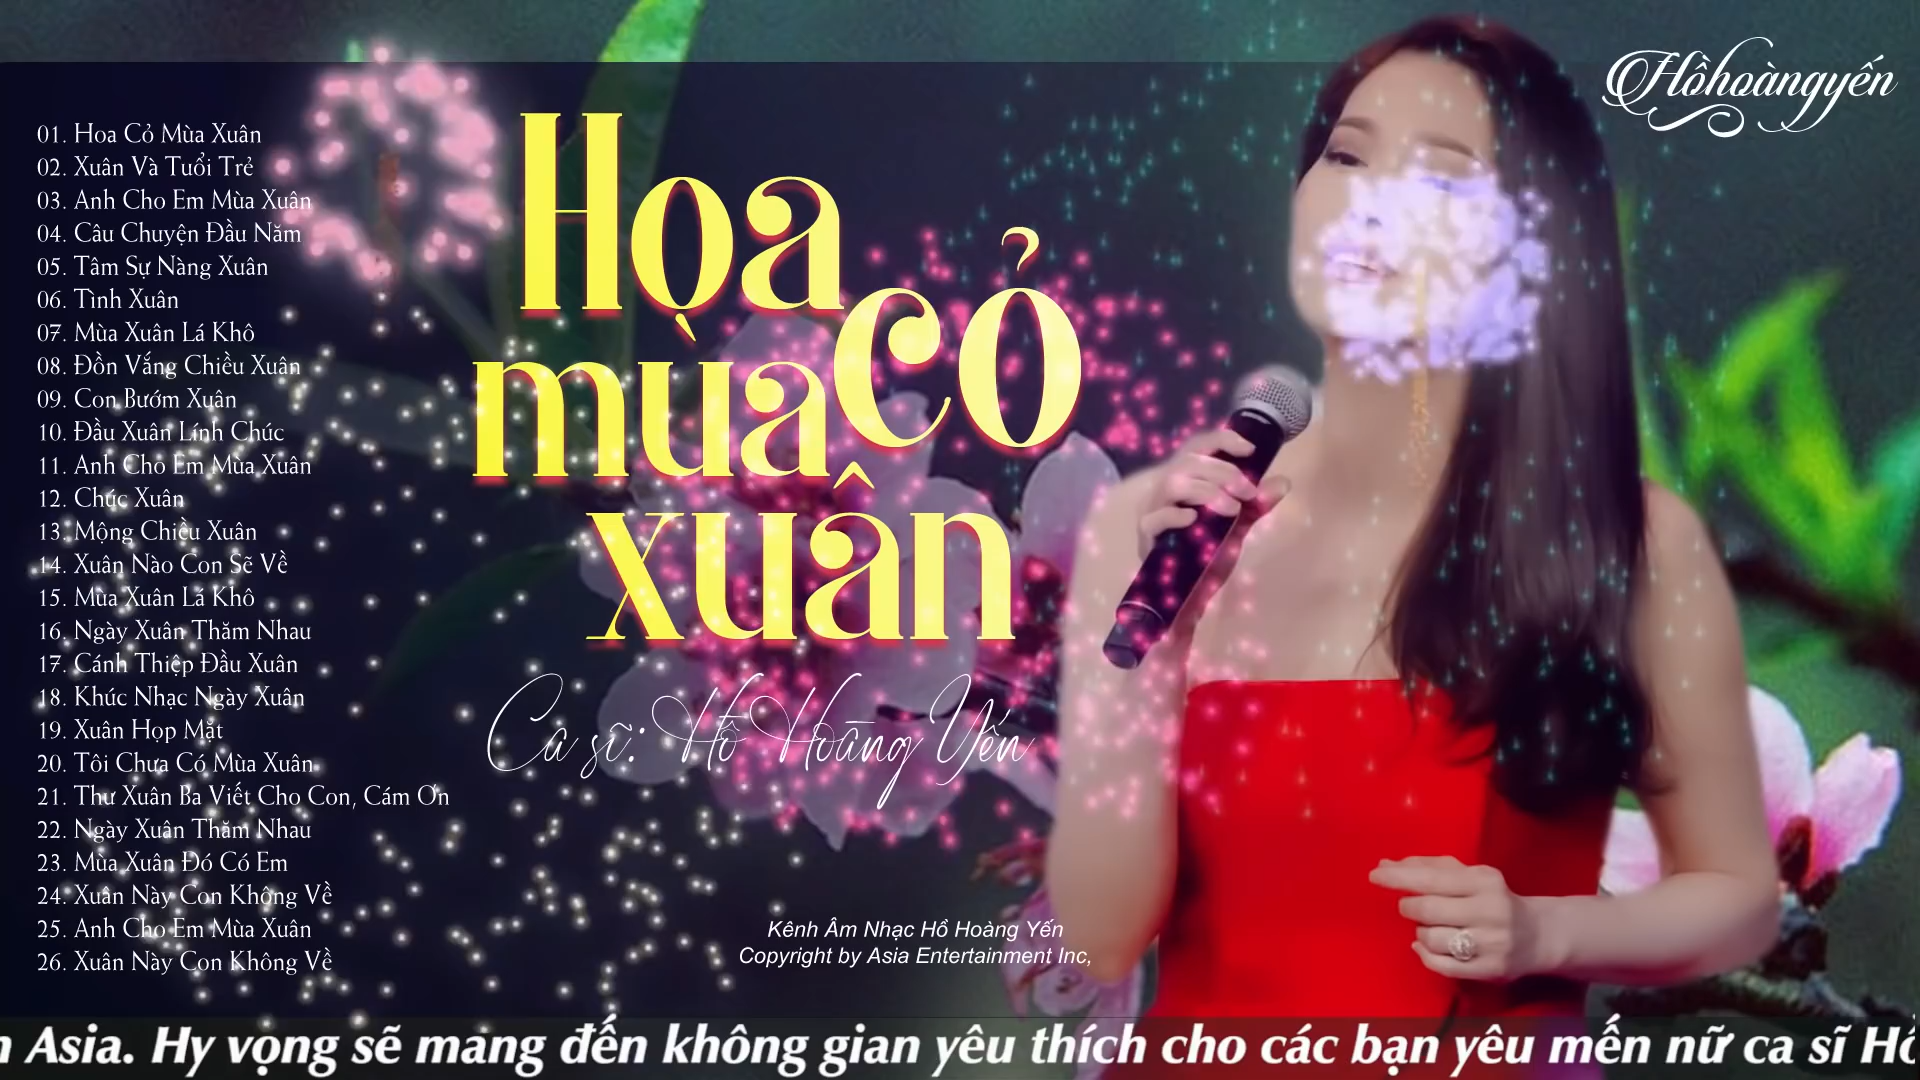 Hồhoàngyến
01. Hoa Cỏ Mùa Xuân
02. Xuân Và Tuổi Trẻ
03. Anh Cho Em Mùa Xuân
04. Câu Chuyện Đầu Năm
05. Tâm Sự Nàng Xuân
06. Tình Xuân
07. Mùa Xuân Lá Khô
08. Đồn Vắng Chiều Xuân
09. Con Bướm Xuân
10. Đầu Xuân Lính Chúc
11. Anh Cho Em Mùa Xuân
12. Chúc Xuân
13. Mộng Chiều Xuân
14. Xuân Nào Con Sẽ Về
15. Mùa Xuân Lá Khô
16. Ngày Xuân Thăm Nhau
17. Cánh Thiệp Đầu Xuân
18. Khúc Nhạc Ngày Xuân
19. Xuân Họp Mặt
20. Tôi Chưa Có Mùa Xuân
21. Thư Xuân Ba Viết Cho Con, Cám Ơn
22. Ngày Xuân Thăm Nhau
23. Mùa Xuân Đó Có Em
24. Xuân Này Con Không Về
25. Anh Cho Em Mùa Xuân
26. Xuân Này Con Không Về
Hoa
cỏ
mùa
xuân
Ca sĩ: Hồ Hoàng Yến
Kênh Âm Nhạc Hồ Hoàng Yến
Copyright by Asia Entertainment Inc,
n Asia. Hy vọng sẽ mang đến không gian yêu thích cho các bạn yêu mến nữ ca sĩ Hồ